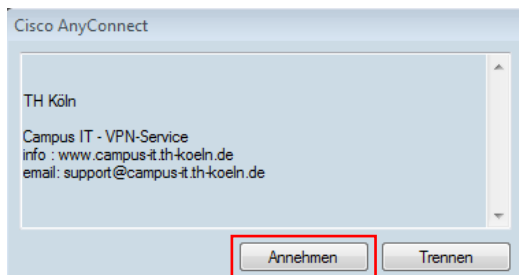 Cisco AnyConnect
TH Köln
Campus IT - VPN-Service
info : www.campus-it.th-koeln.de
email: support@campus-it.th-koeln.de
Annehmen
Trennen